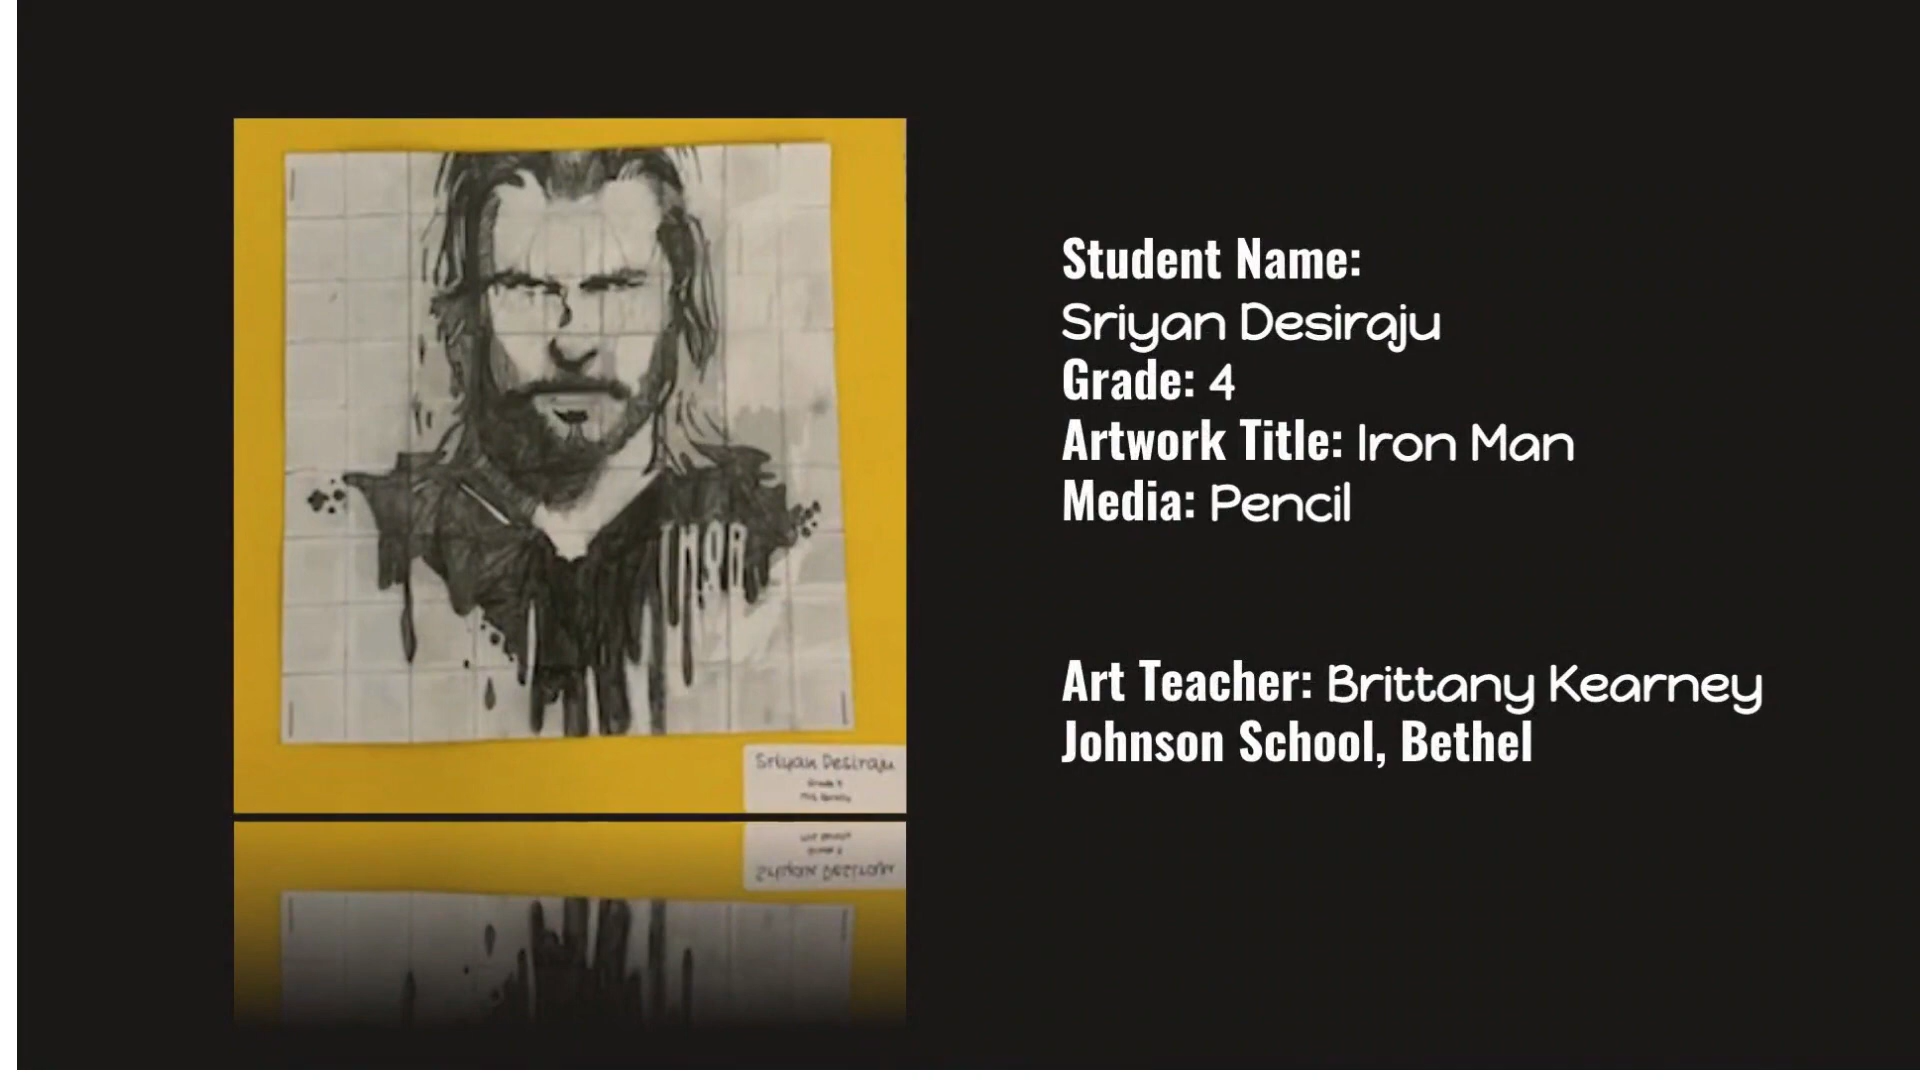 THOR
Sriyan Desiraju
Student Name:
Sriyan Desiraju
Grade: 4
Artwork Title: Iron Man
Media: Pencil
Art Teacher: Brittany Kearney
Johnson School, Bethel